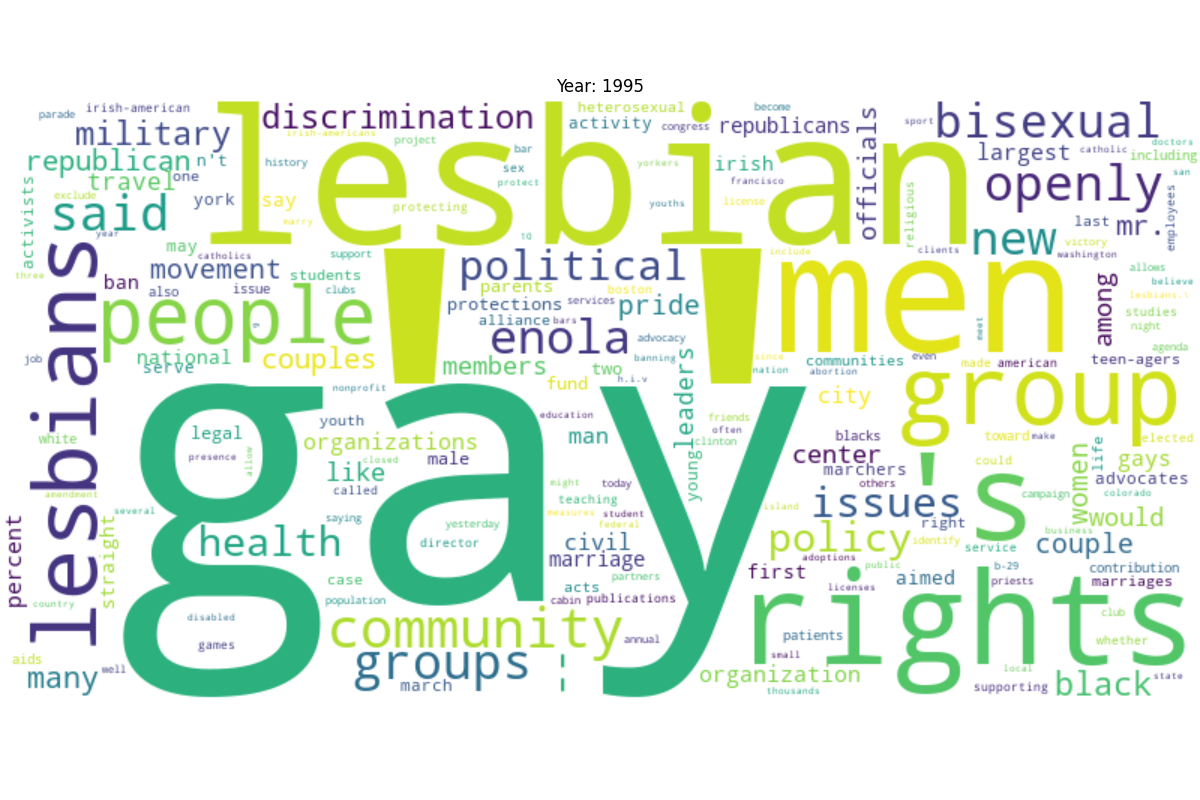 Year: 1995
parade
irish-american
military
discrimination
irish-americans
project
heterosexual
activity
become
congress
republicans
officials
sport
bisexual
doctors
catholic
including
largest
republican
n't
history
lesbian
bar
sex
protect
yorkers
irish
francisco
san
travel
one
activists
exclude
york
say
protecting
youths
license
religious
openly
employees
said
marry
last
mr.
year
10
new
victory
washington
may
catholics
support
include
clients
three
movement
political
men
allows
believe
ban
also
issue
students
clubs
parents
boston
among
lesbians.\
people
g
protections
services
pride
studies
night
alliance
bars
enola
advocacy
meet
agenda
job
national
serve
couples
''
members
two
banning
since
nation
communities
abortion
even
made
american
teen-agers
lesbians
nonprofit
fund
h.i.v
leaders
city
group
white
legal
youth
education
friends
often
clinton
blacks
toward
make
elected
presence
allow
organizations
closed
man
center
marchers
others
could
women
life
gays
advocates
amendment
like
male
called
might
today
young
issues
's
campaign
colorado
several
saying
yesterday
teaching
student
measures
federal
island
right
business
would
percent
straight
health
gay
director
civil
marriage
policy
identify
service
couple
adoptions
public
case
partners
first
licenses
aimed
b-29
priests
contribution
marriages
country
population
acts
cabin
publications
rights
club
disabled
games
community
annual
patients
whether
aids
many
well
groups
march
¦
small
organization
thousands
local
supporting
black
state